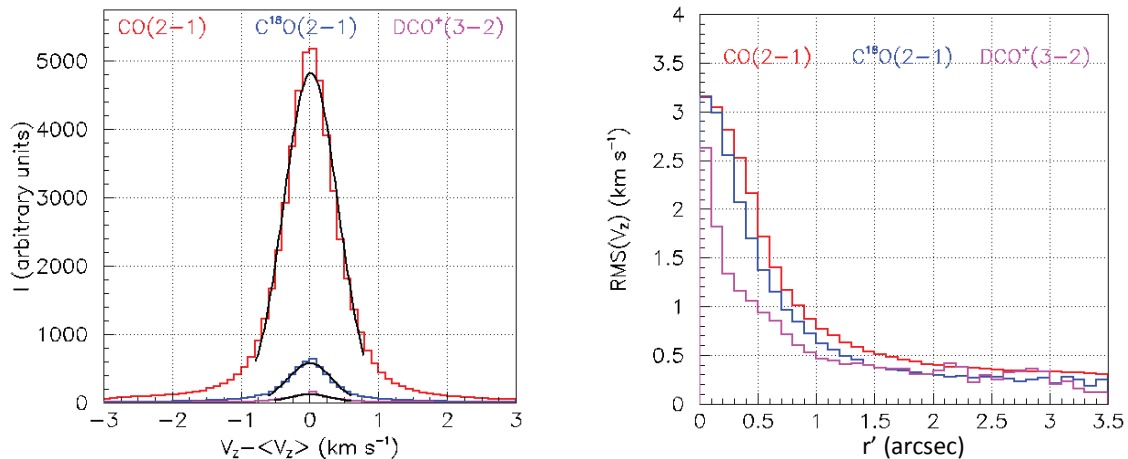 CO(2−1) C¹⁸O(2−1) DCO⁺(3−2)
I (arbitrary units)
5000
4000
3000
2000
1000
0
−3 −2 −1 0 1 2 3
V_z−<V_z> (km s⁻¹)
CO(2−1) C¹⁸O(2−1) DCO⁺(3−2)
RMS(V_z) (km s⁻¹)
4
3.5
3
2.5
2
1.5
1
0.5
0
0 0.5 1 1.5 2 2.5 3 3.5
r' (arcsec)